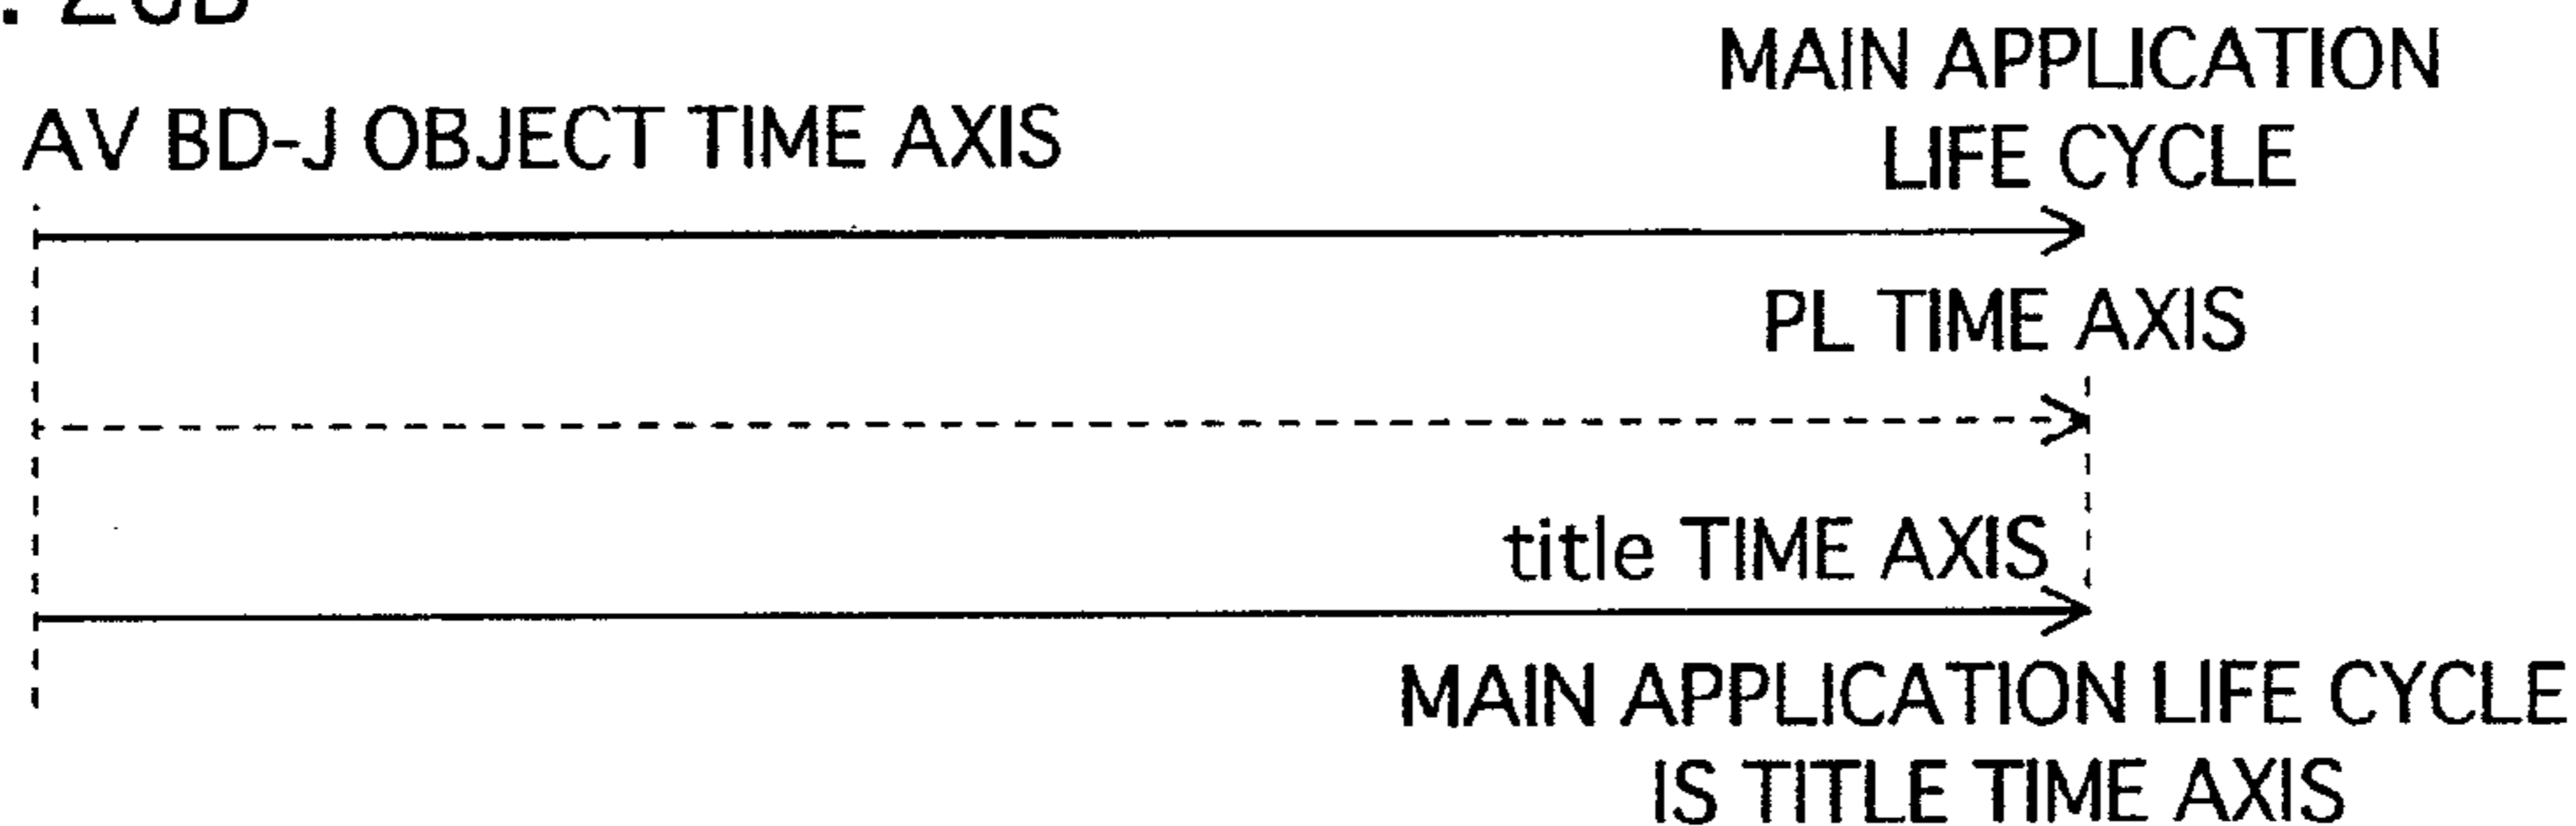 MAIN APPLICATION
LIFE CYCLE
AV BD-J OBJECT TIME AXIS
PL TIME AXIS
title TIME AXIS
MAIN APPLICATION LIFE CYCLE
IS TITLE TIME AXIS